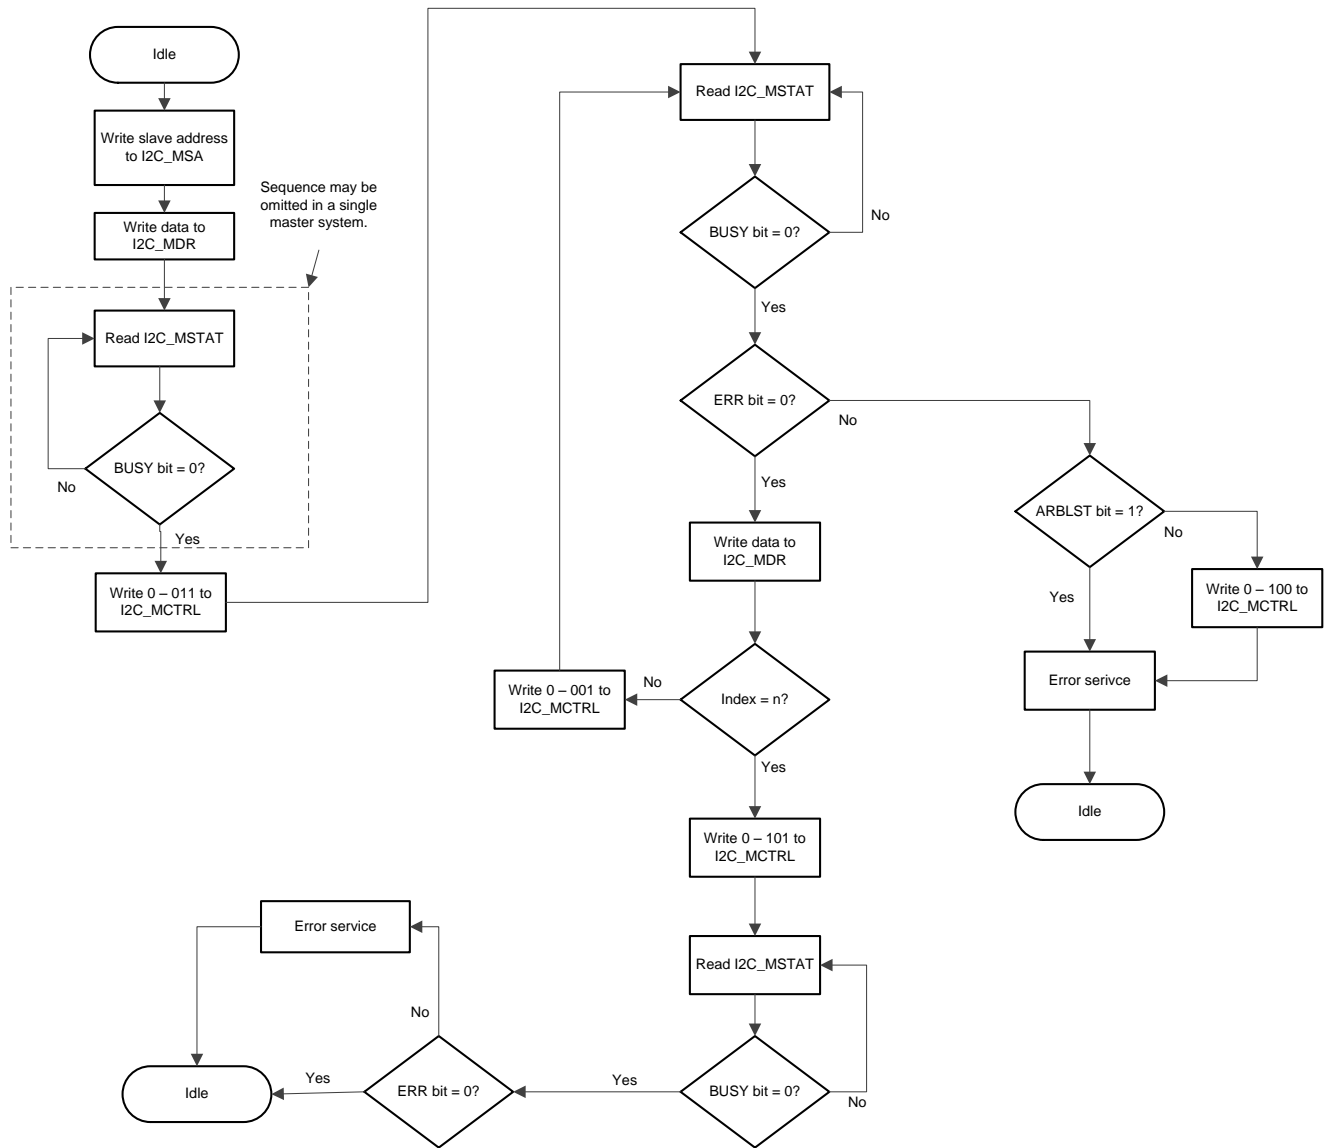 Idle
Write slave address
to I2C_MSA
Write data to
I2C_MDR
Sequence may be
omitted in a single
master system.
Read I2C_MSTAT
BUSY bit = 0?
No
Yes
Write 0 – 011 to
I2C_MCTRL
Read I2C_MSTAT
BUSY bit = 0?
No
Yes
ERR bit = 0?
No
Yes
Write data to
I2C_MDR
Index = n?
No
Write 0 – 001 to
I2C_MCTRL
Yes
Write 0 – 101 to
I2C_MCTRL
Read I2C_MSTAT
BUSY bit = 0?
No
Yes
ERR bit = 0?
No
Error service
Yes
Idle
ARBLST bit = 1?
No
Write 0 – 100 to
I2C_MCTRL
Yes
Error serivce
Idle